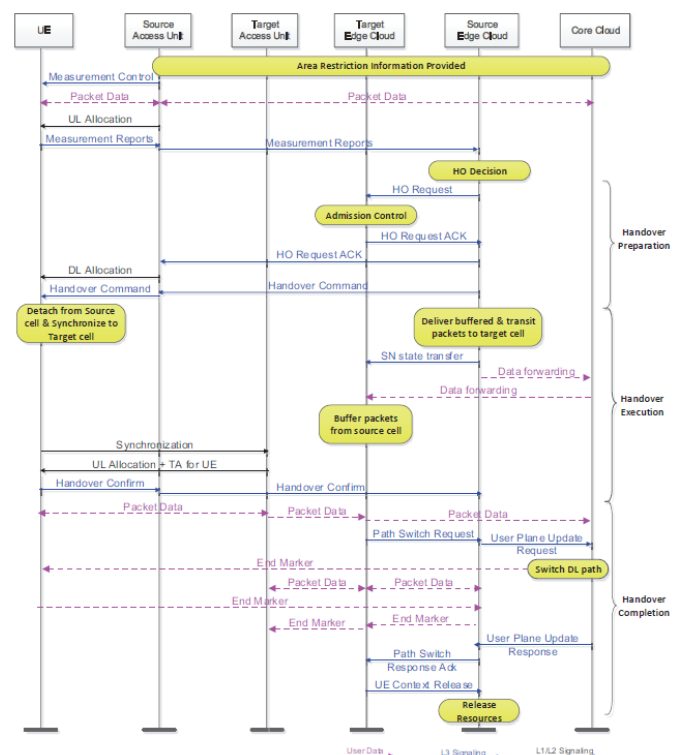 UE
Source
Access Unit
Target
Access Unit
Target
Edge Cloud
Source
Edge Cloud
Core Cloud
Area Restriction Information Provided
Measurement Control
Packet Data
Packet Data
UL Allocation
Measurement Reports
Measurement Reports
HO Decision
HO Request
Admission Control
HO Request ACK
HO Request ACK
DL Allocation
Handover Command
Handover Command
Handover
Preparation
Detach from Source
cell & Synchronize to
Target cell
Deliver buffered & transit
packets to target cell
SN state transfer
Data forwarding
Data forwarding
Buffer packets
from source cell
Handover
Execution
Synchronization
UL Allocation + TA for UE
Handover Confirm
Handover Confirm
Packet Data
Packet Data
Packet Data
Path Switch Request
User Plane Update
Request
End Marker
Switch DL path
Packet Data
Packet Data
End Marker
End Marker
End Marker
Handover
Completion
User Plane Update
Response
Path Switch
Response Ack
UE Context Release
Release
Resources
User Data
L3 Signaling
L1/L2 Signaling